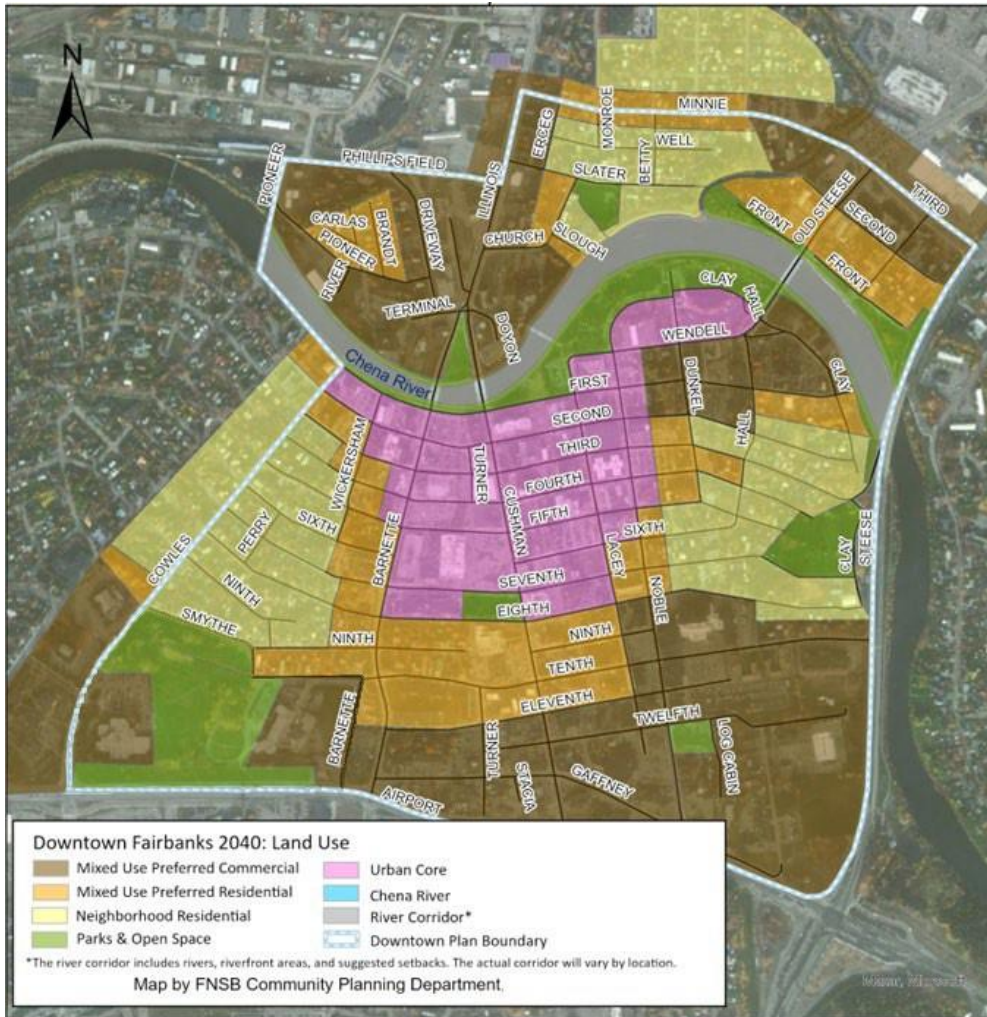 N
MINNIE
MONROE
ERCEG
WELL
BETTY
SLATER
PHILLIPS FIELD
ILLINOIS
PIONEER
THIRD
OLD STEESE
SECOND
FRONT
FRONT
CARLAS
BRANDT
DRIVEWAY
PIONEER
RIVER
CHURCH
SLOUGH
TERMINAL
DOYON
CLAY
HALL
WENDELL
Chena River
FIRST
DUNKEL
CLAY
SECOND
HALL
THIRD
WICKERSHAM
TURNER
FOURTH
CUSHMAN
FIFTH
SIXTH
SIXTH
PERRY
BARNETTE
LACEY
CLAY
STEESE
COWLES
NINTH
SEVENTH
NOBLE
SMYTHE
EIGHTH
NINTH
NINTH
TENTH
ELEVENTH
BARNETTE
TURNER
TWELFTH
LOG CABIN
STACIA
GAFFNEY
AIRPORT
Downtown Fairbanks 2040: Land Use
Mixed Use Preferred Commercial
Mixed Use Preferred Residential
Neighborhood Residential
Parks & Open Space
Urban Core
Chena River
River Corridor*
Downtown Plan Boundary
*The river corridor includes rivers, riverfront areas, and suggested setbacks. The actual corridor will vary by location.
Map by FNSB Community Planning Department.